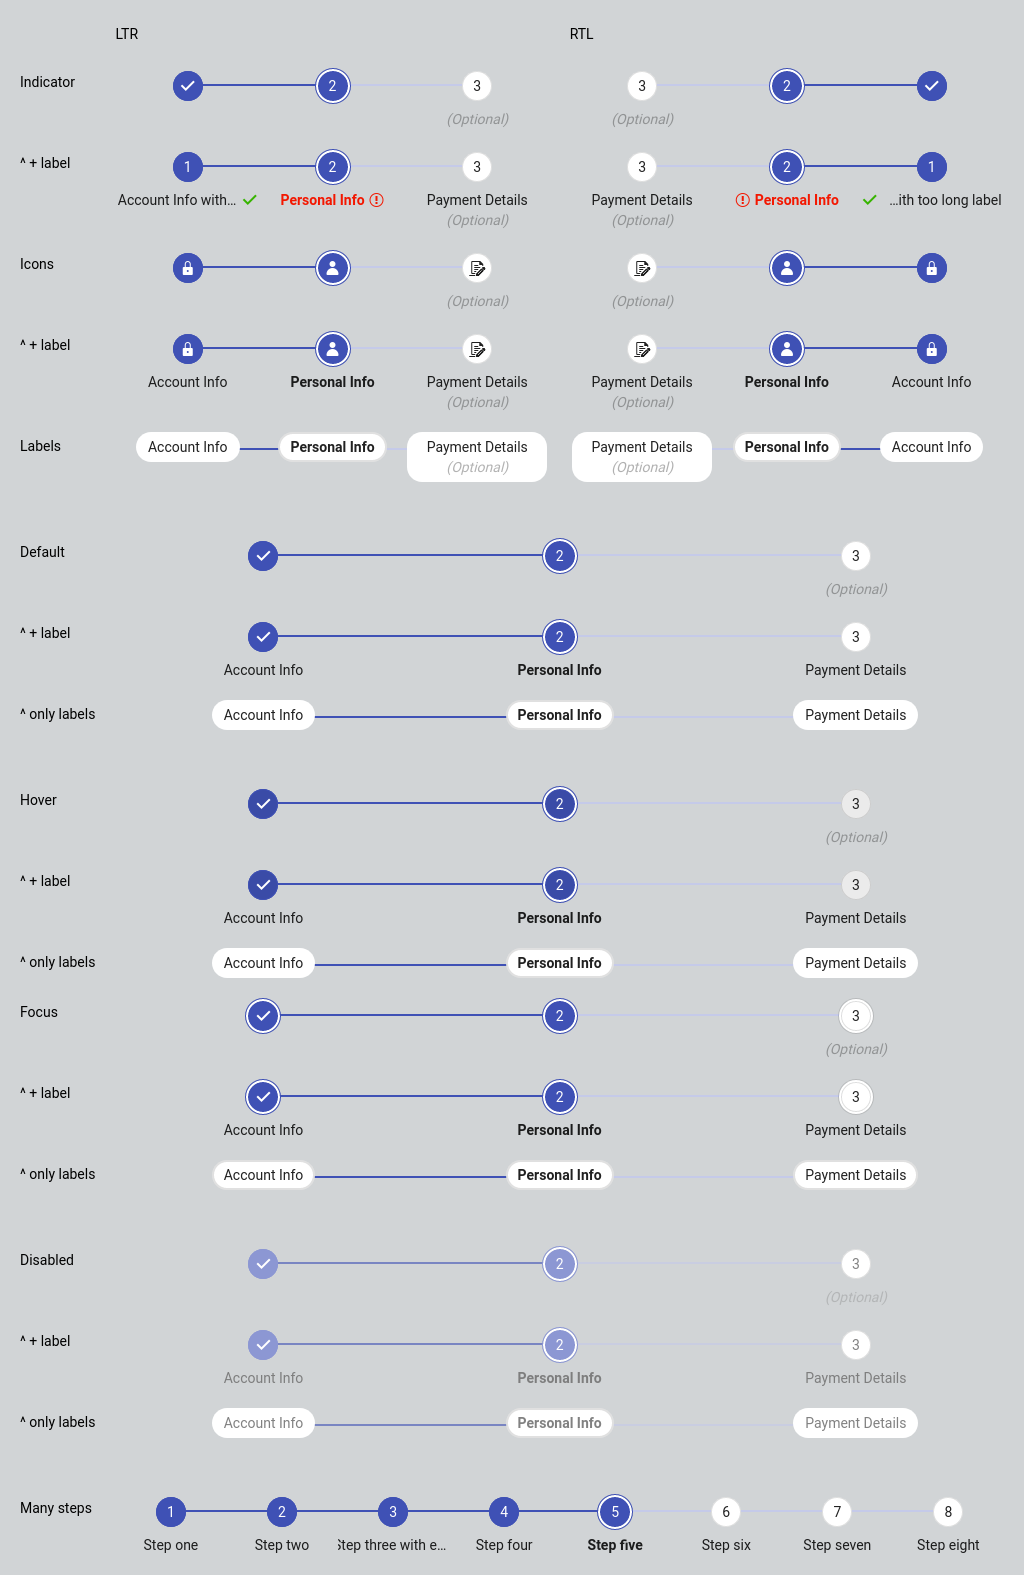 LTR RTL
Indicator 2 3 3 2
(Optional) (Optional)
^ + label 1 2 3 3 2 1
Account Info with... Personal Info Payment Details Payment Details Personal Info ...ith too long label
(Optional) (Optional)
Icons
(Optional) (Optional)
^ + label
Account Info Personal Info Payment Details Payment Details Personal Info Account Info
(Optional) (Optional)
Labels Account Info Personal Info Payment Details Payment Details Personal Info Account Info
(Optional) (Optional)
Default 2 3
(Optional)
^ + label 2 3
Account Info Personal Info Payment Details
^ only labels Account Info Personal Info Payment Details
Hover 2 3
(Optional)
^ + label 2 3
Account Info Personal Info Payment Details
^ only labels Account Info Personal Info Payment Details
Focus 2 3
(Optional)
^ + label 2 3
Account Info Personal Info Payment Details
^ only labels Account Info Personal Info Payment Details
Disabled 2 3
(Optional)
^ + label 2 3
Account Info Personal Info Payment Details
^ only labels Account Info Personal Info Payment Details
Many steps 1 2 3 4 5 6 7 8
Step one Step two Step three with e... Step four Step five Step six Step seven Step eight